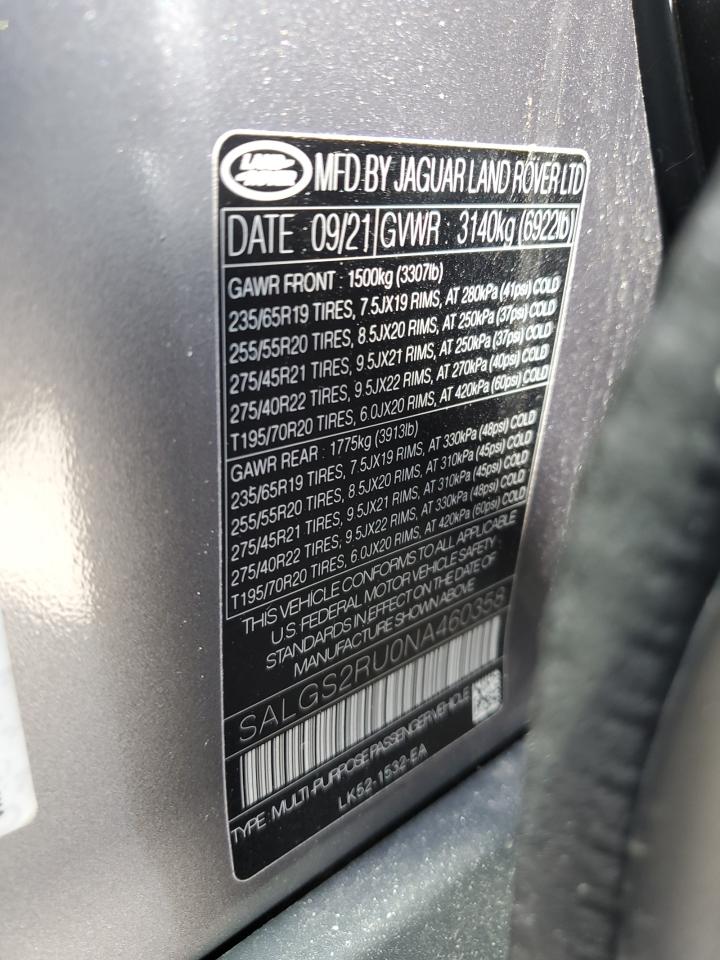 LAND ROVER MFD BY JAGUAR LAND ROVER LTD
DATE 09/21 GVWR : 3140kg (6922lb)
GAWR FRONT : 1500kg (3307lb)
235/65R19 TIRES, 7.5JX19 RIMS, AT 280kPa (41psi) COLD
255/55R20 TIRES, 8.5JX20 RIMS, AT 250kPa (37psi) COLD
275/45R21 TIRES, 9.5JX21 RIMS, AT 250kPa (37psi) COLD
275/40R22 TIRES, 9.5JX22 RIMS, AT 270kPa (40psi) COLD
T195/70R20 TIRES, 6.0JX20 RIMS, AT 420kPa (60psi) COLD
GAWR REAR : 1775kg (3913lb)
235/65R19 TIRES, 7.5JX19 RIMS, AT 330kPa (48psi) COLD
255/55R20 TIRES, 8.5JX20 RIMS, AT 310kPa (45psi) COLD
275/45R21 TIRES, 9.5JX21 RIMS, AT 310kPa (45psi) COLD
275/40R22 TIRES, 9.5JX22 RIMS, AT 330kPa (48psi) COLD
T195/70R20 TIRES, 6.0JX20 RIMS, AT 420kPa (60psi) COLD
THIS VEHICLE CONFORMS TO ALL APPLICABLE
U.S. FEDERAL MOTOR VEHICLE SAFETY
STANDARDS IN EFFECT ON THE DATE OF
MANUFACTURE SHOWN ABOVE
SALGS2RU0NA460358
TYPE : MULTI-PURPOSE PASSENGER VEHICLE
LK52-1532-EA